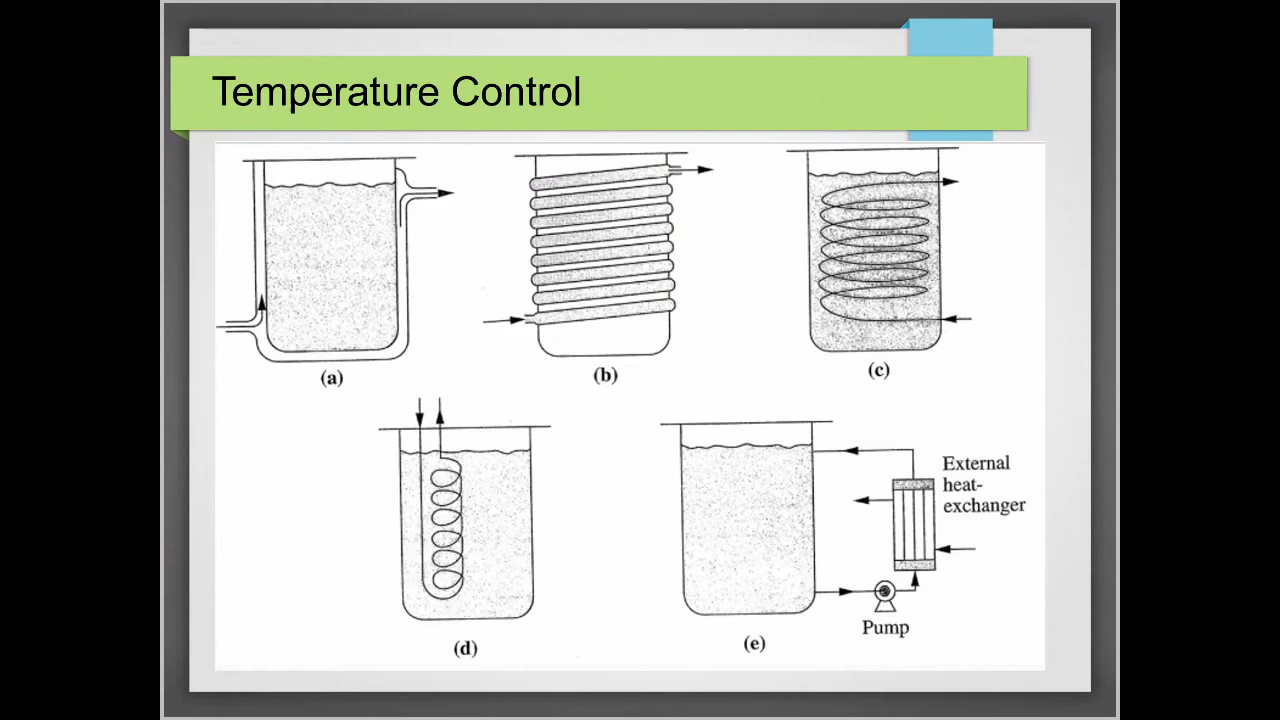 Temperature Control
(a)
(b)
(c)
(d)
(e)
External
heat-
exchanger
Pump